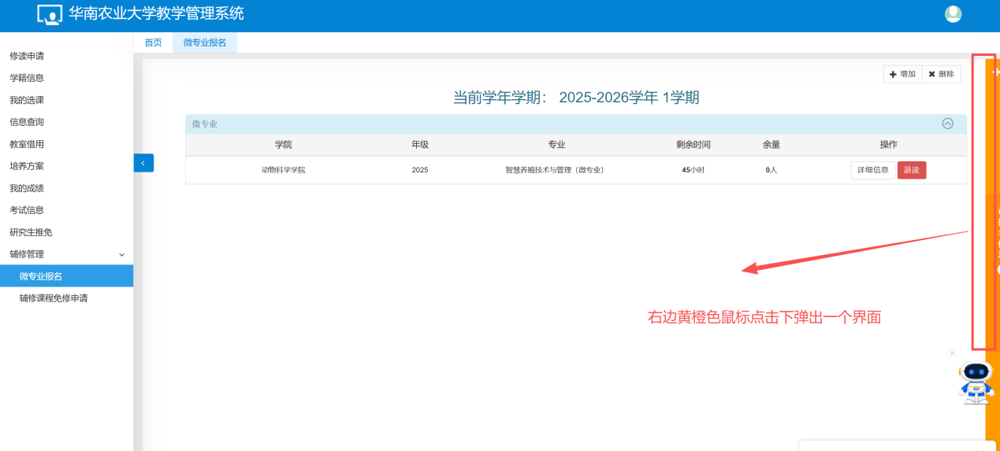 华南农业大学教学管理系统
首页 微专业报名
修读申请
学籍信息
我的选课
信息查询
教室借用
培养方案
我的成绩
考试信息
研究生推免
辅修管理
微专业报名
辅修课程免修申请
增加 删除
当前学年学期： 2025-2026学年 1学期
微专业
学院 年级 专业 剩余时间 余量 操作
动物科学学院 2025 智慧养殖技术与管理（微专业） 45小时 0人 详细信息 退读
右边黄橙色鼠标点击下弹出一个界面